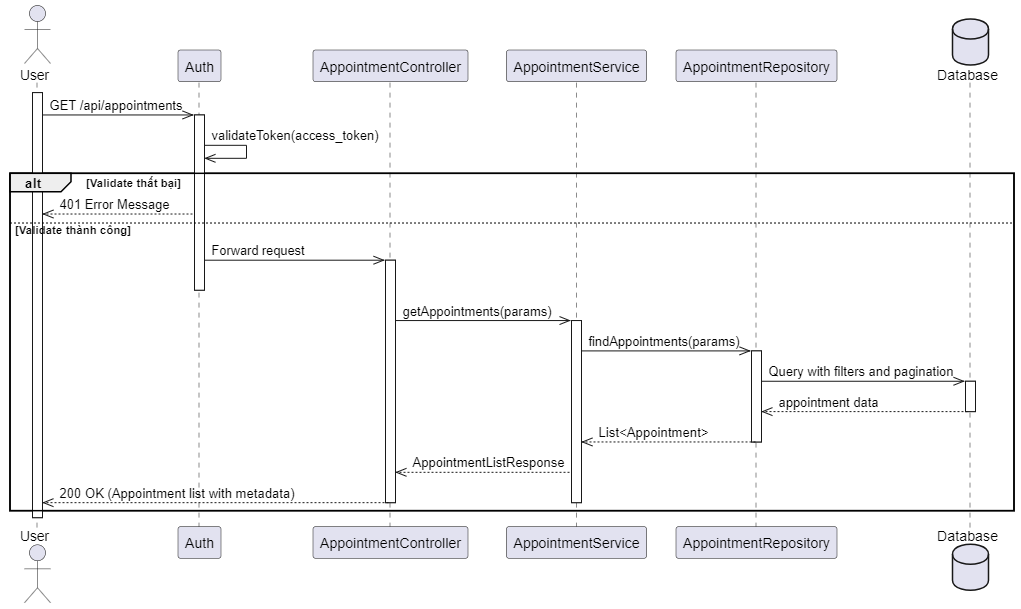 User
Auth
AppointmentController
AppointmentService
AppointmentRepository
Database
GET /api/appointments
validateToken(access_token)
alt
[Validate thất bại]
401 Error Message
[Validate thành công]
Forward request
getAppointments(params)
findAppointments(params)
Query with filters and pagination
appointment data
List<Appointment>
AppointmentListResponse
200 OK (Appointment list with metadata)
User
Auth
AppointmentController
AppointmentService
AppointmentRepository
Database